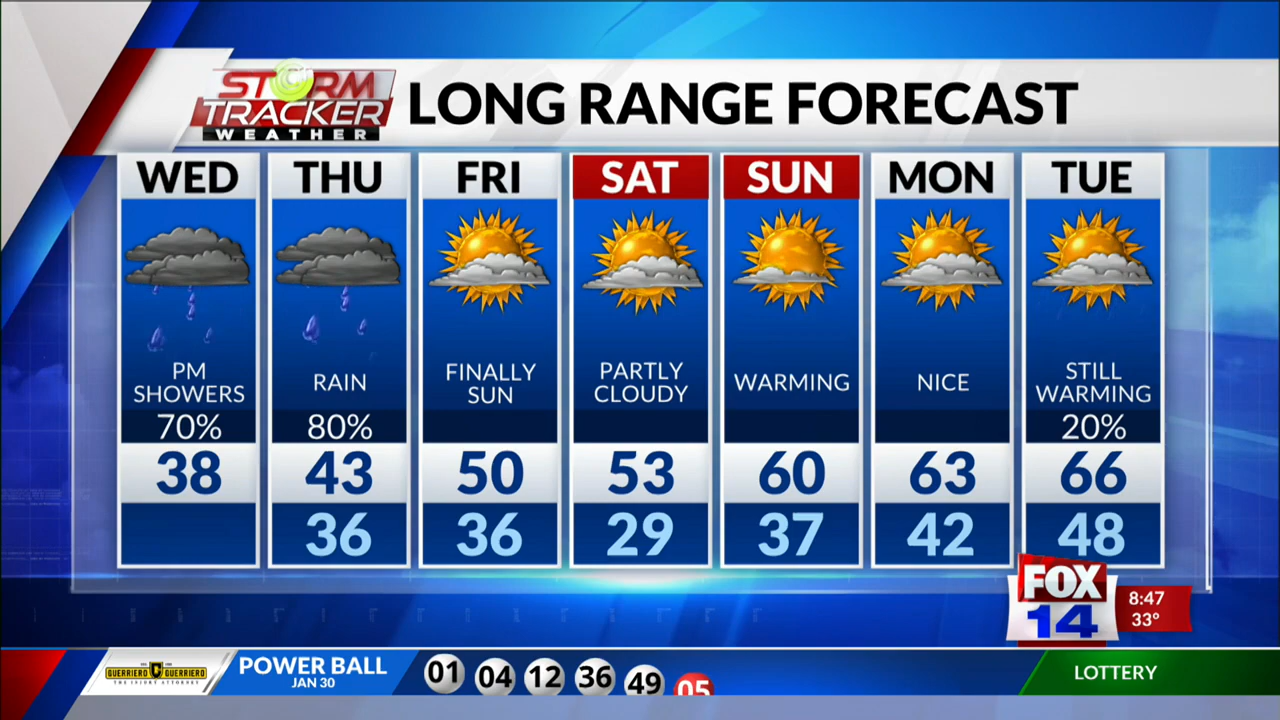 STORM
TRACKER
WEATHER
LONG RANGE FORECAST
WED
THU
FRI
SAT
SUN
MON
TUE
PM
SHOWERS
RAIN
FINALLY
SUN
PARTLY
CLOUDY
WARMING
NICE
STILL
WARMING
70%
80%
20%
38
43
50
53
60
63
66
36
36
29
37
42
48
FOX
14
8:47
33°
GUERRIERO GUERRIERO
THE INJURY ATTORNEY
POWER BALL
JAN 30
01
04
12
36
49
05
LOTTERY